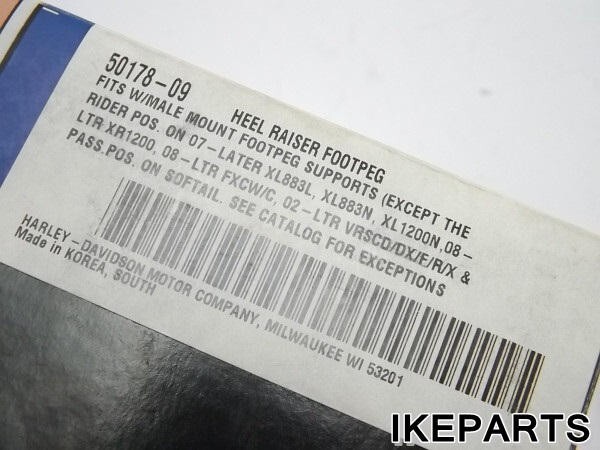 50178-09 HEEL RAISER FOOTPEG
FITS W/MALE MOUNT FOOTPEG SUPPORTS (EXCEPT THE
RIDER POS. ON 07-LATER XL883L, XL883N, XL1200N,08-
LTR XR1200, 08-LTR FXCW/C, 02-LTR VRSCD/DX/F/R/X &
PASS.POS. ON SOFTAIL. SEE CATALOG FOR EXCEPTIONS
HARLEY-DAVIDSON MOTOR COMPANY, MILWAUKEE WI 53201
Made in KOREA, SOUTH
IKEPARTS